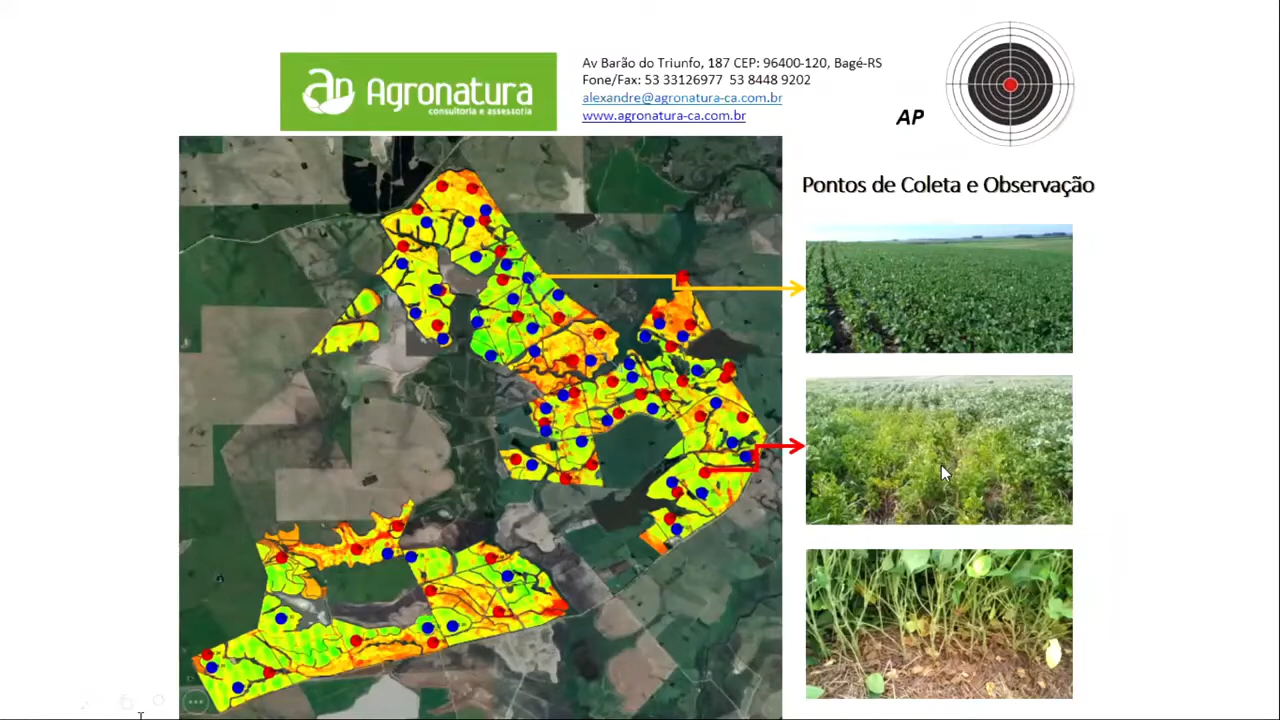 an Agronatura
consultoria e assessoria
Av Barão do Triunfo, 187 CEP: 96400-120, Bagé-RS
Fone/Fax: 53 33126977 53 8448 9202
alexandre@agronatura-ca.com.br
www.agronatura-ca.com.br
AP
Pontos de Coleta e Observação